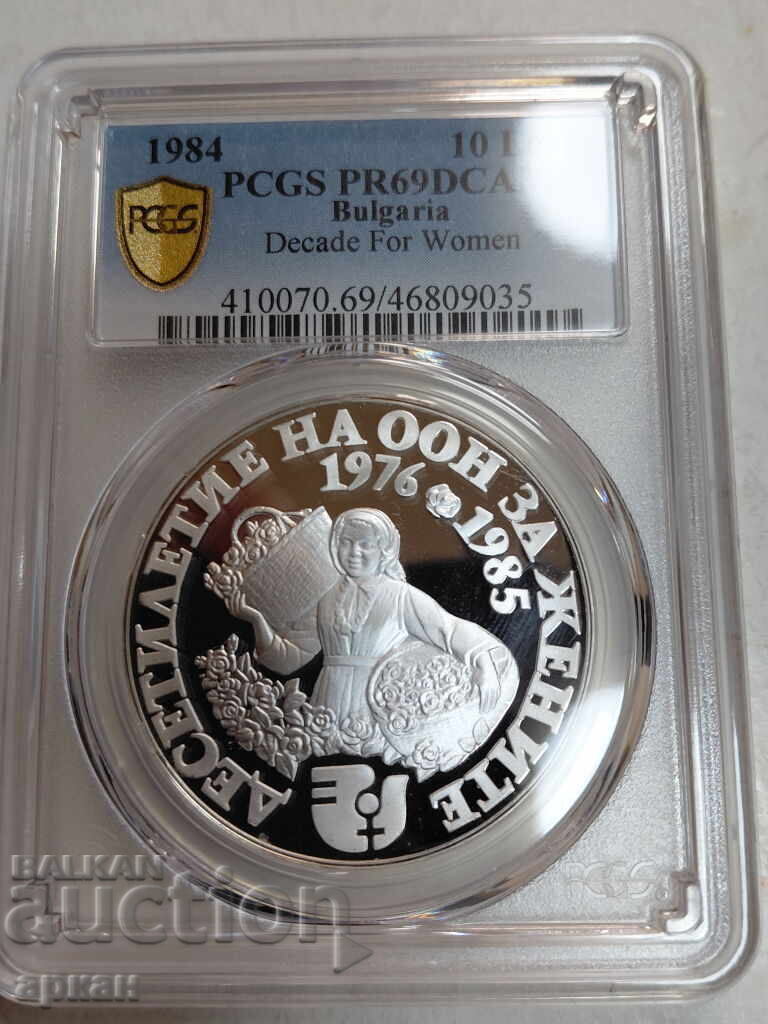 1984 10 L
PCGS PR69DCA
Bulgaria
Decade For Women
410070.69/46809035
PCGS
ДЕСЕТИЛЕТИЕ НА ООН ЗА ЖЕНИТЕ
1976 1985
PCGS
BALKAN
auction
аркан